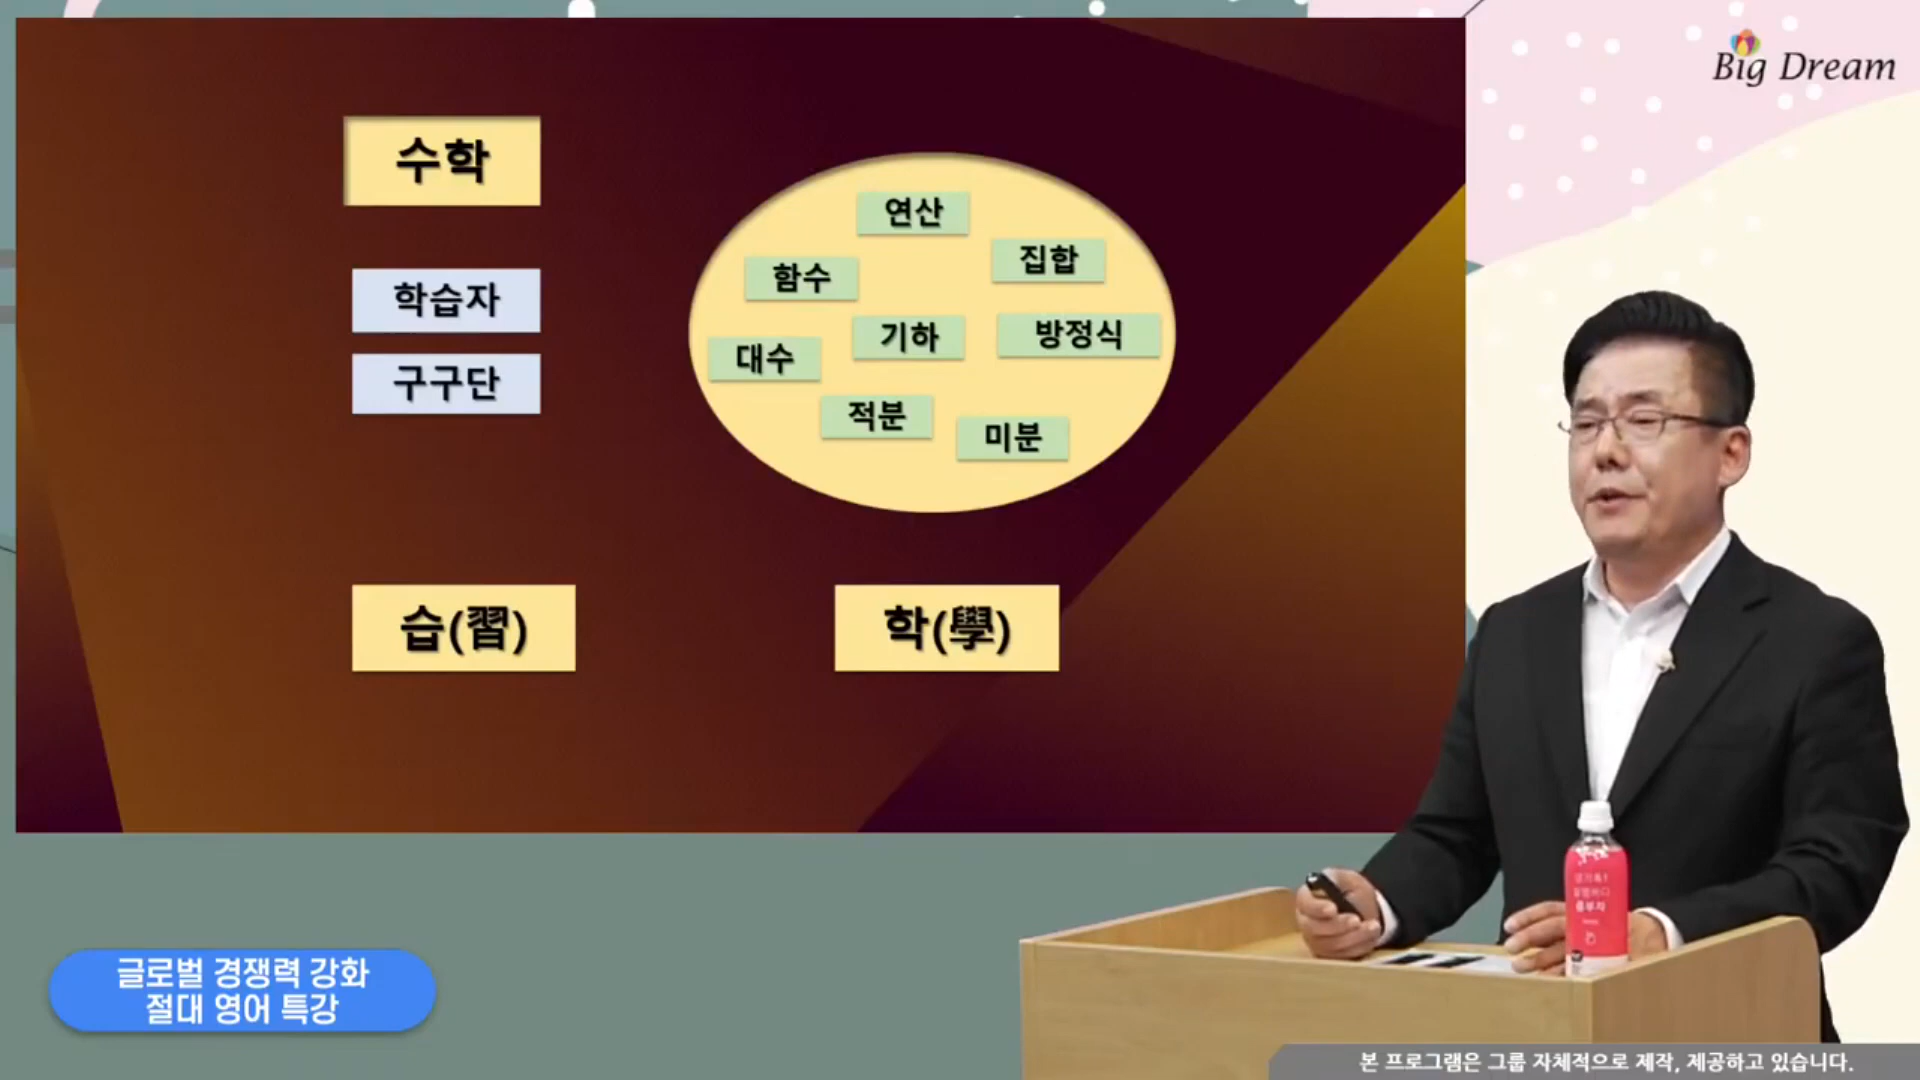 Big Dream
수학
학습자
구구단
연산
집합
함수
기하
방정식
대수
적분
미분
습(習)
학(學)
글로벌 경쟁력 강화
절대 영어 특강
본 프로그램은 그룹 자체적으로 제작, 제공하고 있습니다.